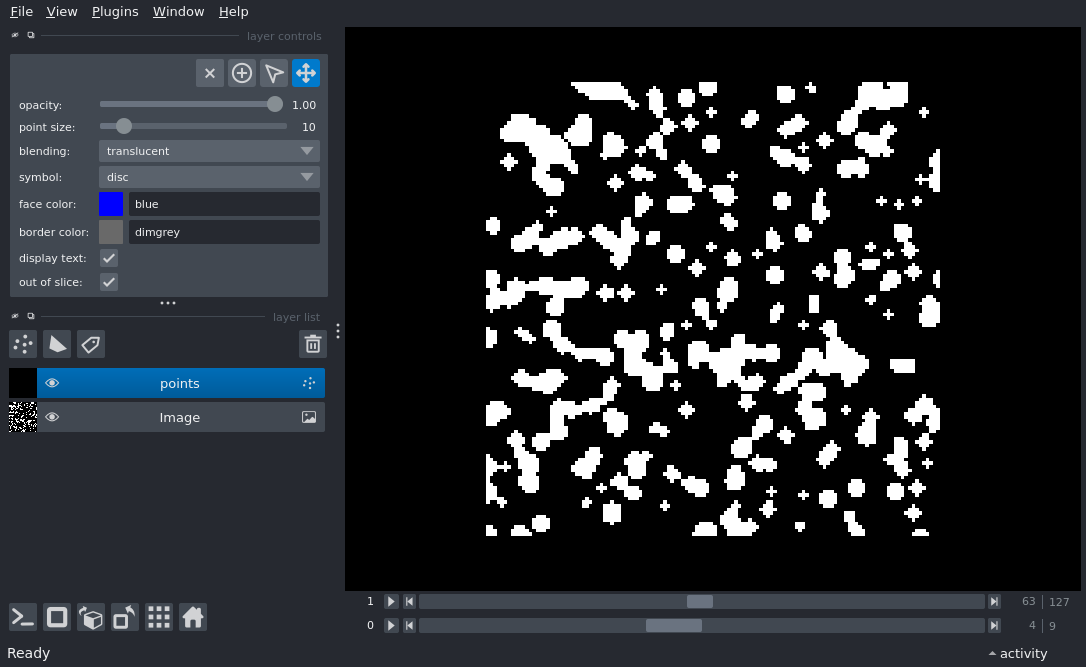 File View Plugins Window Help
layer controls
opacity: 1.00
point size: 10
blending: translucent
symbol: disc
face color: blue
border color: dimgrey
display text:
out of slice:
layer list
points
Image
1 63 127
0 4 9
Ready activity